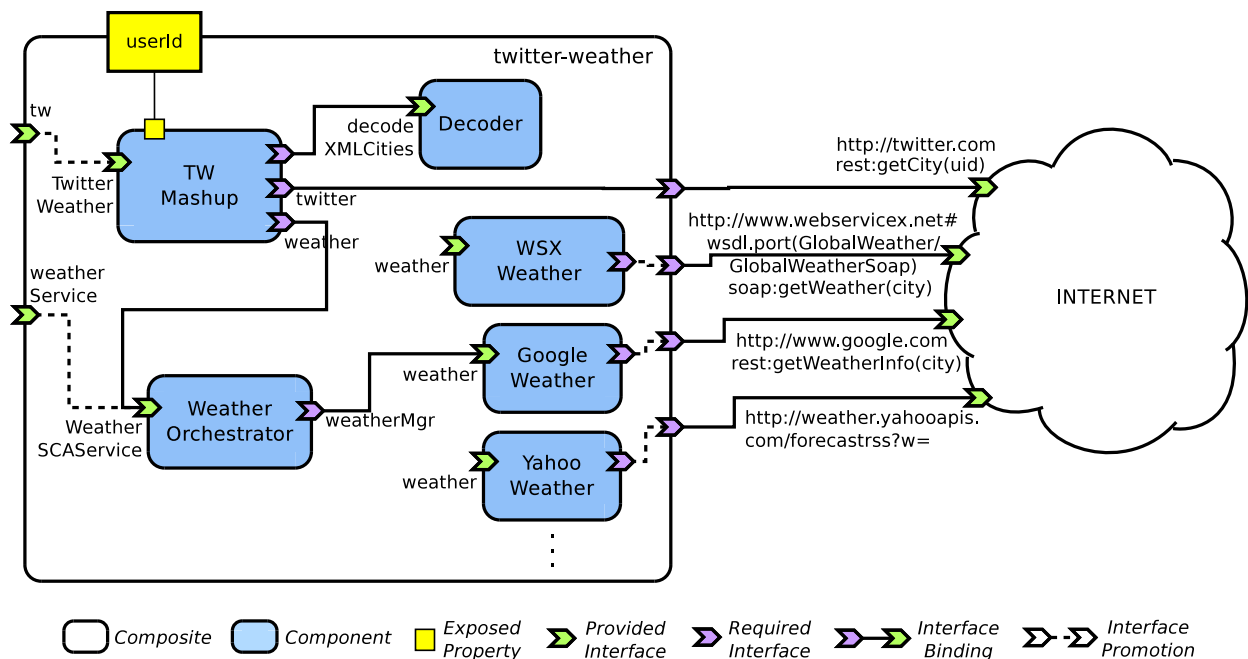 userId
twitter-weather
tw
decode
XMLCities
Decoder
TW
Mashup
Twitter
Weather
twitter
weather
http://twitter.com
rest:getCity(uid)
weather
Service
weather
WSX
Weather
http://www.webservicex.net#
wsdl.port(GlobalWeather/
GlobalWeatherSoap)
soap:getWeather(city)
INTERNET
weather
Google
Weather
http://www.google.com
rest:getWeatherInfo(city)
Weather
SCAService
Weather
Orchestrator
weatherMgr
weather
Yahoo
Weather
http://weather.yahooapis.
com/forecastrss?w=
Composite
Component
Exposed
Property
Provided
Interface
Required
Interface
Interface
Binding
Interface
Promotion